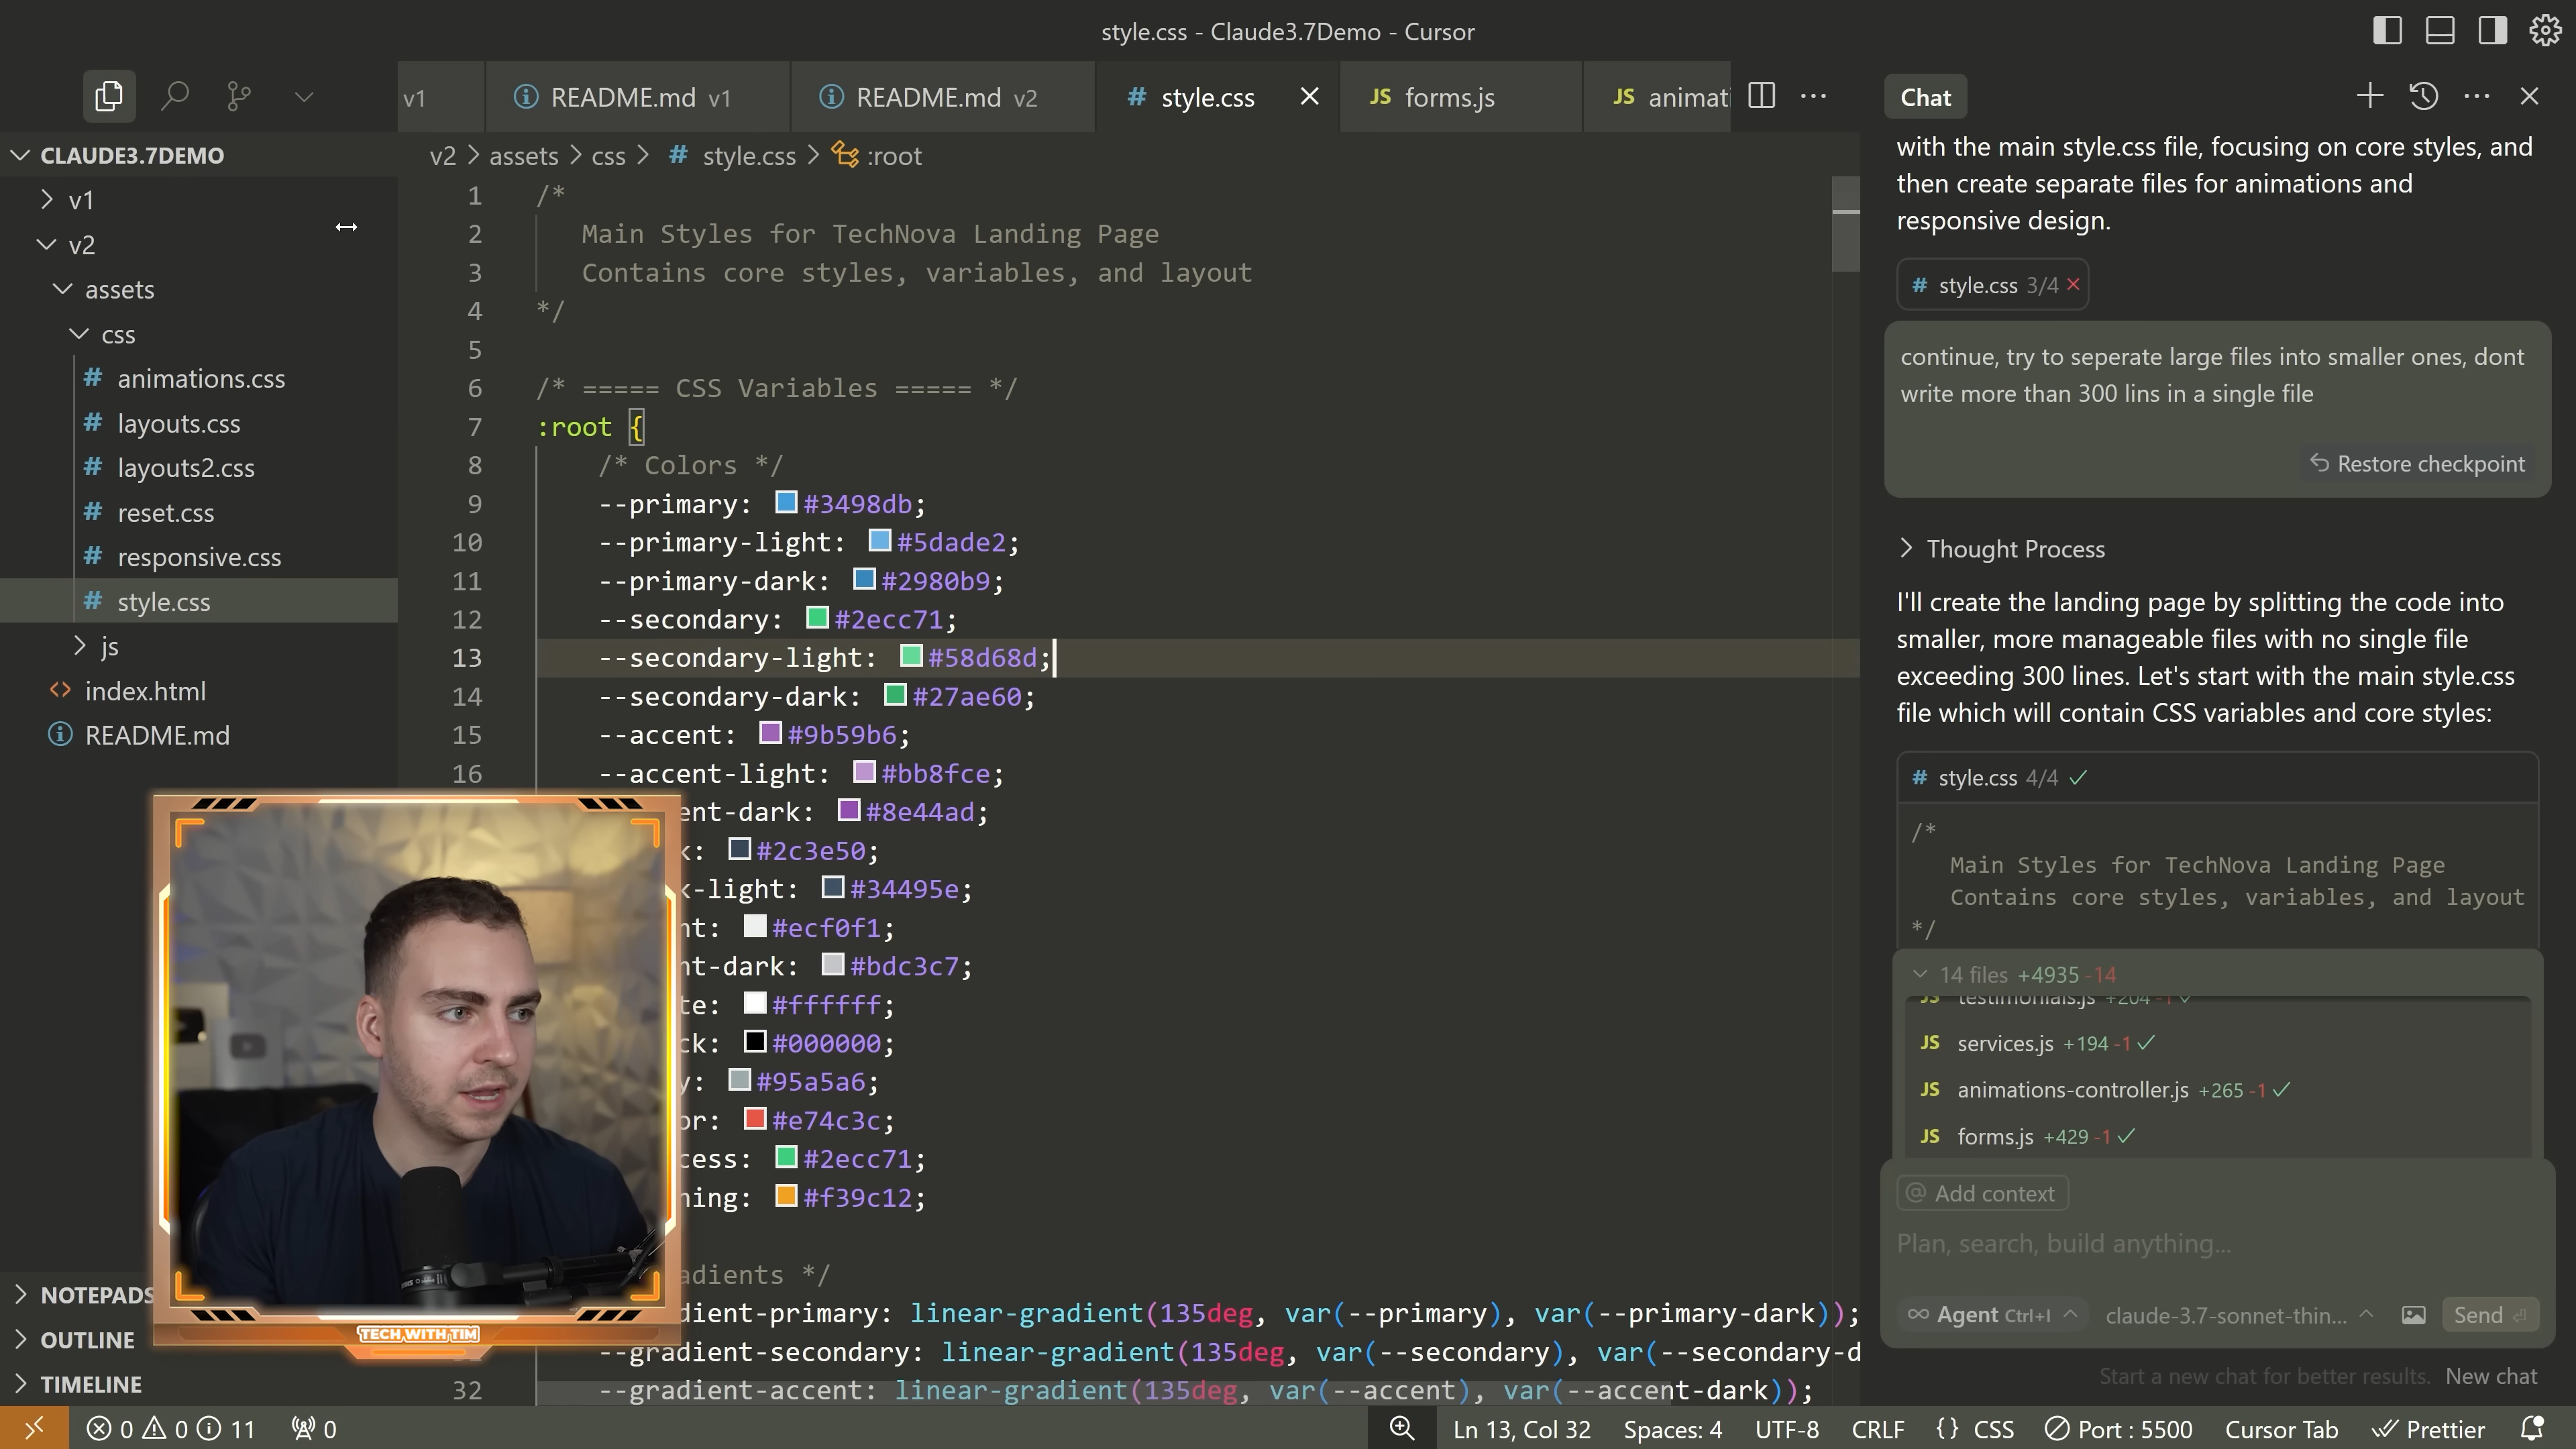 style.css - Claude3.7Demo - Cursor
v1
README.md v1
README.md v2
# style.css
JS forms.js
JS animati
Chat
CLAUDE3.7DEMO
v1
v2
assets
css
# animations.css
# layouts.css
# layouts2.css
# reset.css
# responsive.css
# style.css
js
index.html
README.md
NOTEPADS
OUTLINE
TIMELINE
v2 > assets > css > # style.css > :root
1 /*
2 Main Styles for TechNova Landing Page
3 Contains core styles, variables, and layout
4 */
5
6 /* ===== CSS Variables ===== */
7 :root {
8 /* Colors */
9 --primary: #3498db;
10 --primary-light: #5dade2;
11 --primary-dark: #2980b9;
12 --secondary: #2ecc71;
13 --secondary-light: #58d68d;
14 --secondary-dark: #27ae60;
15 --accent: #9b59b6;
16 --accent-light: #bb8fce;
ent-dark: #8e44ad;
k: #2c3e50;
k-light: #34495e;
nt: #ecf0f1;
nt-dark: #bdc3c7;
te: #ffffff;
ck: #000000;
y: #95a5a6;
or: #e74c3c;
cess: #2ecc71;
ning: #f39c12;
adients */
dient-primary: linear-gradient(135deg, var(--primary), var(--primary-dark));
--gradient-secondary: linear-gradient(135deg, var(--secondary), var(--secondary-d
32 --gradient-accent: linear-gradient(135deg, var(--accent), var(--accent-dark));
TECH WITH TIM
with the main style.css file, focusing on core styles, and
then create separate files for animations and
responsive design.
# style.css 3/4
continue, try to seperate large files into smaller ones, dont
write more than 300 lins in a single file
Restore checkpoint
Thought Process
I'll create the landing page by splitting the code into
smaller, more manageable files with no single file
exceeding 300 lines. Let's start with the main style.css
file which will contain CSS variables and core styles:
# style.css 4/4
/*
Main Styles for TechNova Landing Page
Contains core styles, variables, and layout
*/
14 files +4935 -14
JS testimonials.js +204 -1
JS services.js +194 -1
JS animations-controller.js +265 -1
JS forms.js +429 -1
@ Add context
Plan, search, build anything...
Agent Ctrl+I
claude-3.7-sonnet-thin...
Send
Start a new chat for better results. New chat
0 0 11 0
Ln 13, Col 32
Spaces: 4
UTF-8
CRLF
{} CSS
Port : 5500
Cursor Tab
Prettier